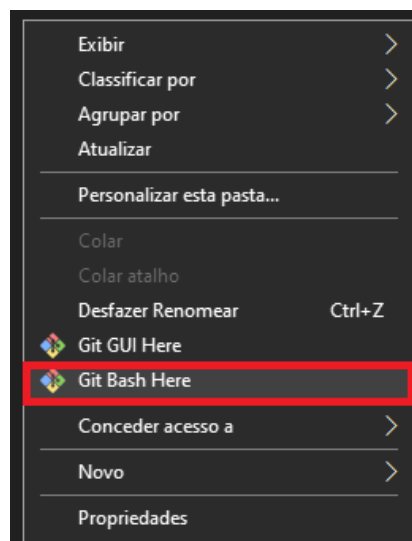 Exibir
Classificar por
Agrupar por
Atualizar
Personalizar esta pasta...
Colar
Colar atalho
Desfazer Renomear Ctrl+Z
Git GUI Here
Git Bash Here
Conceder acesso a
Novo
Propriedades